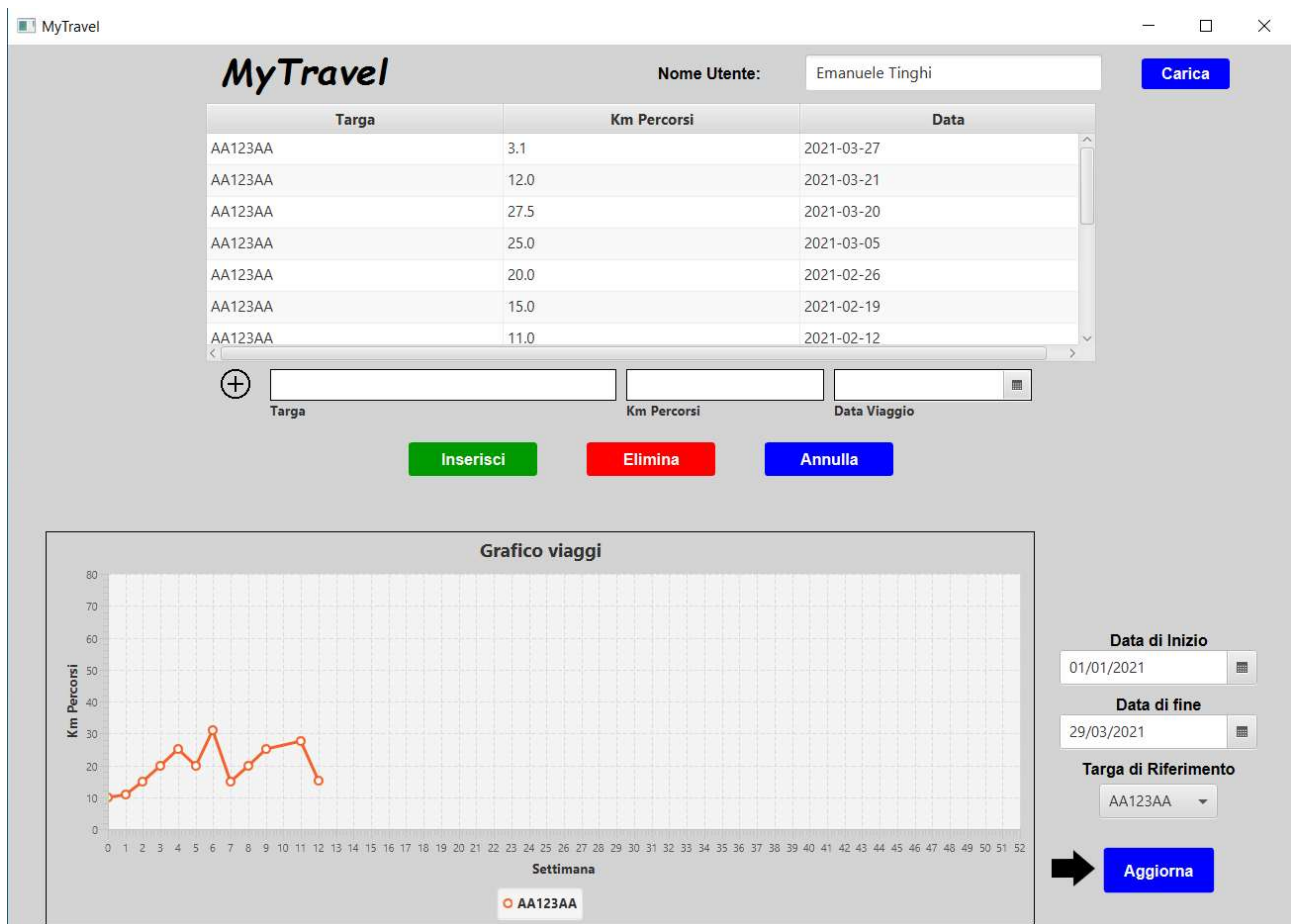 MyTravel
MyTravel Nome Utente: Emanuele Tinghi Carica
Targa Km Percorsi Data
AA123AA 3.1 2021-03-27
AA123AA 12.0 2021-03-21
AA123AA 27.5 2021-03-20
AA123AA 25.0 2021-03-05
AA123AA 20.0 2021-02-26
AA123AA 15.0 2021-02-19
AA123AA 11.0 2021-02-12
Targa Km Percorsi Data Viaggio
Inserisci Elimina Annulla
Grafico viaggi
80
70
60
50
40
30
20
10
0
Km Percorsi
0 1 2 3 4 5 6 7 8 9 10 11 12 13 14 15 16 17 18 19 20 21 22 23 24 25 26 27 28 29 30 31 32 33 34 35 36 37 38 39 40 41 42 43 44 45 46 47 48 49 50 51 52
Settimana
AA123AA
Data di Inizio
01/01/2021
Data di fine
29/03/2021
Targa di Riferimento
AA123AA
Aggiorna